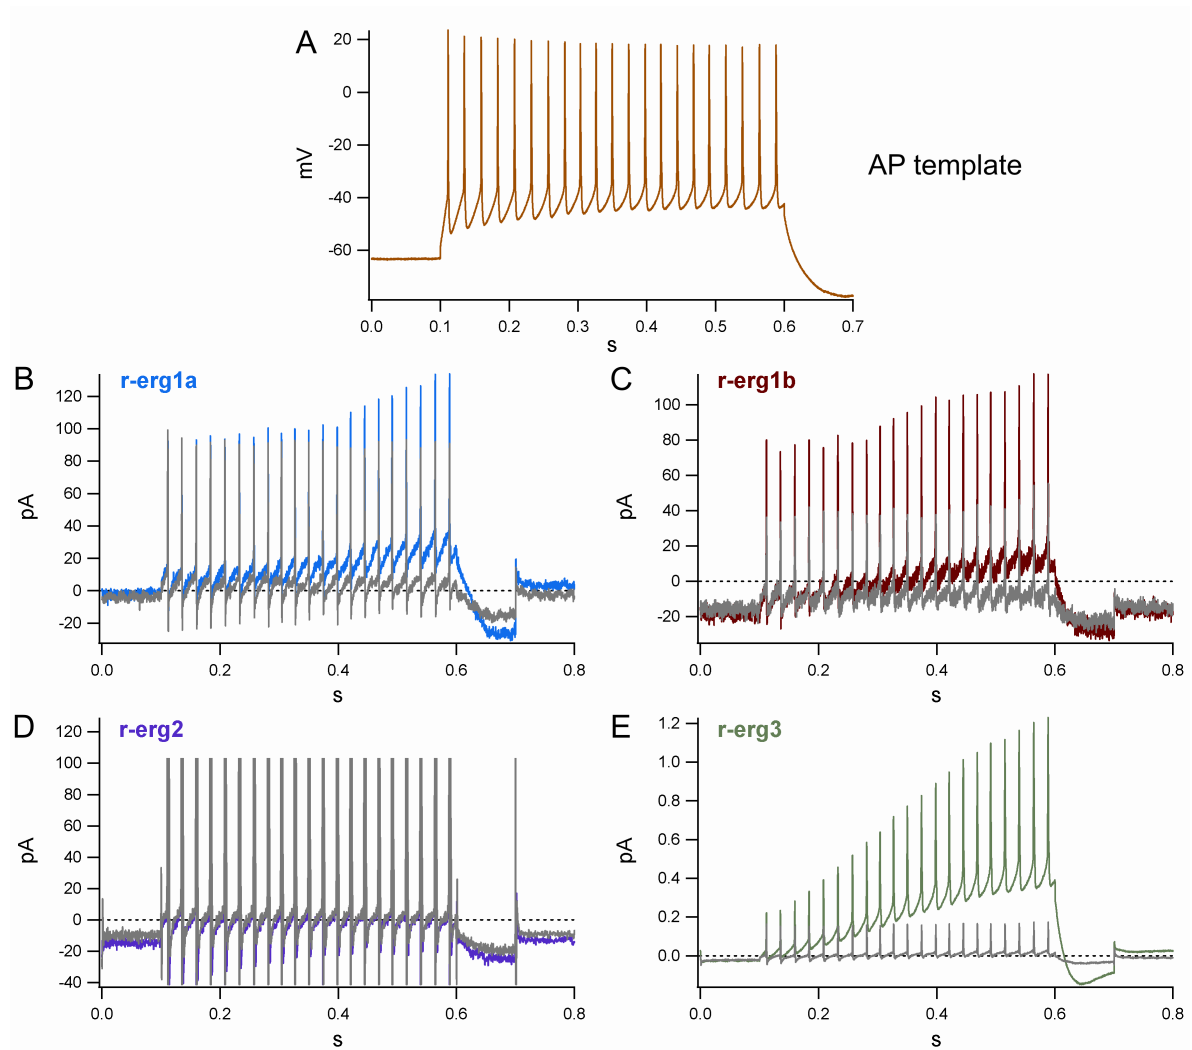 A
20
0
-20
-40
-60
mV
AP template
0.0 0.1 0.2 0.3 0.4 0.5 0.6 0.7
s
B
r-erg1a
120
100
80
60
40
20
0
-20
pA
0.0 0.2 0.4 0.6 0.8
s
C
r-erg1b
100
80
60
40
20
0
-20
pA
0.0 0.2 0.4 0.6 0.8
s
D
r-erg2
120
100
80
60
40
20
0
-20
-40
pA
0.0 0.2 0.4 0.6 0.8
s
E
r-erg3
1.2
1.0
0.8
0.6
0.4
0.2
0.0
pA
0.0 0.2 0.4 0.6 0.8
s